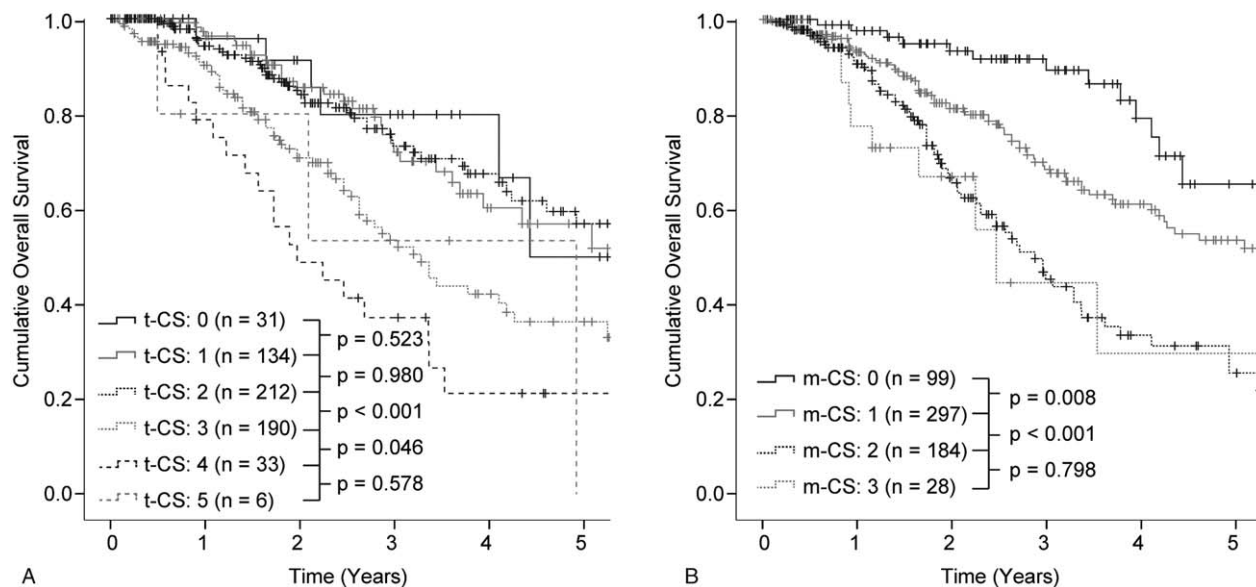 Cumulative Overall Survival
1.0
0.8
0.6
0.4
0.2
0.0
t-CS: 0 (n = 31)
t-CS: 1 (n = 134)
t-CS: 2 (n = 212)
t-CS: 3 (n = 190)
t-CS: 4 (n = 33)
t-CS: 5 (n = 6)
p = 0.523
p = 0.980
p < 0.001
p = 0.046
p = 0.578
0 1 2 3 4 5
Time (Years)
A
Cumulative Overall Survival
1.0
0.8
0.6
0.4
0.2
0.0
m-CS: 0 (n = 99)
m-CS: 1 (n = 297)
m-CS: 2 (n = 184)
m-CS: 3 (n = 28)
p = 0.008
p < 0.001
p = 0.798
0 1 2 3 4 5
Time (Years)
B